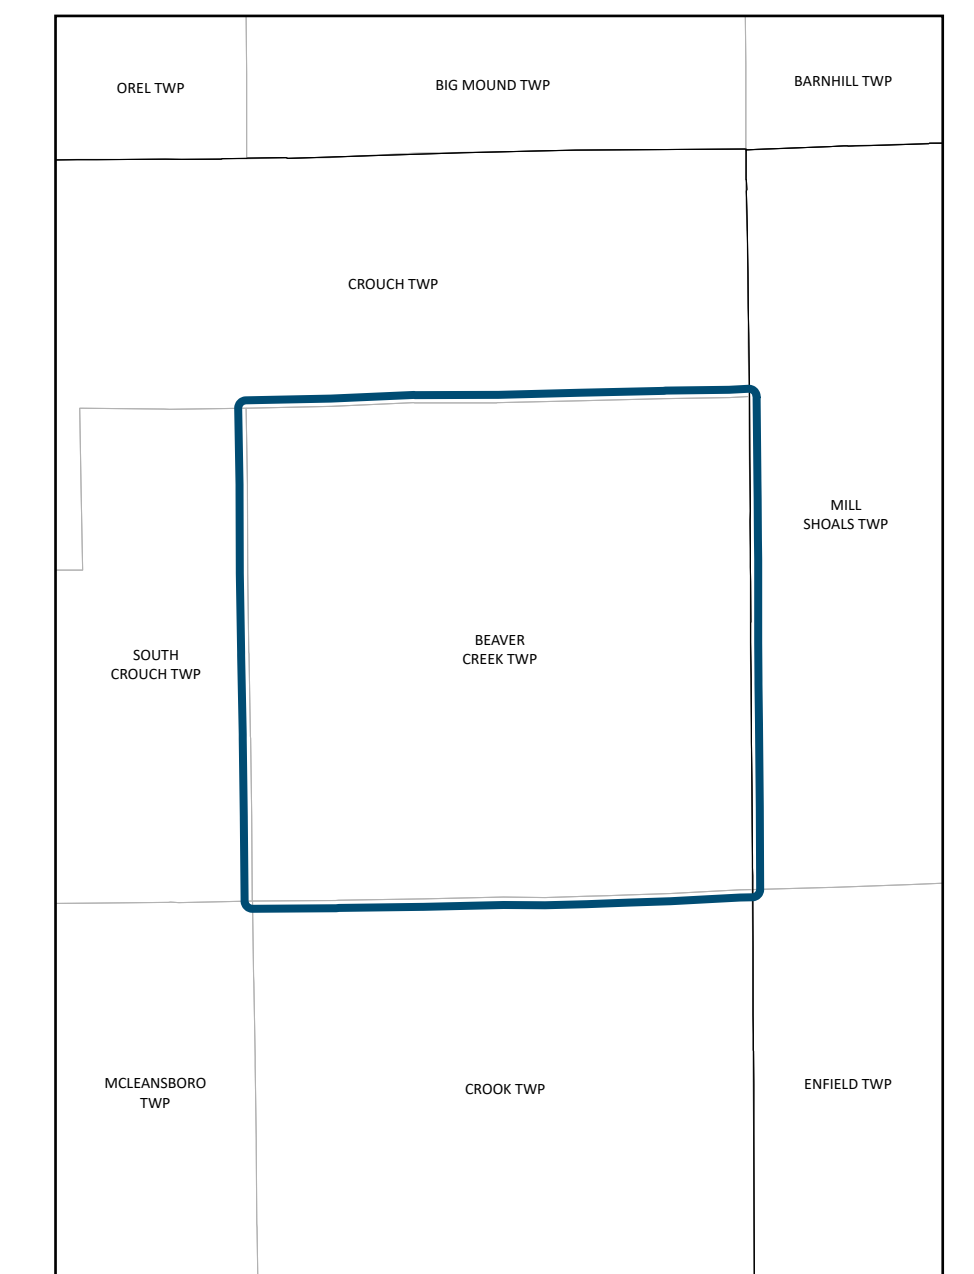 OREL TWP
BIG MOUND TWP
BARNHILL TWP
CROUCH TWP
MILL
SHOALS TWP
BEAVER
CREEK TWP
SOUTH
CROUCH TWP
MCLEANSBORO
TWP
CROOK TWP
ENFIELD TWP